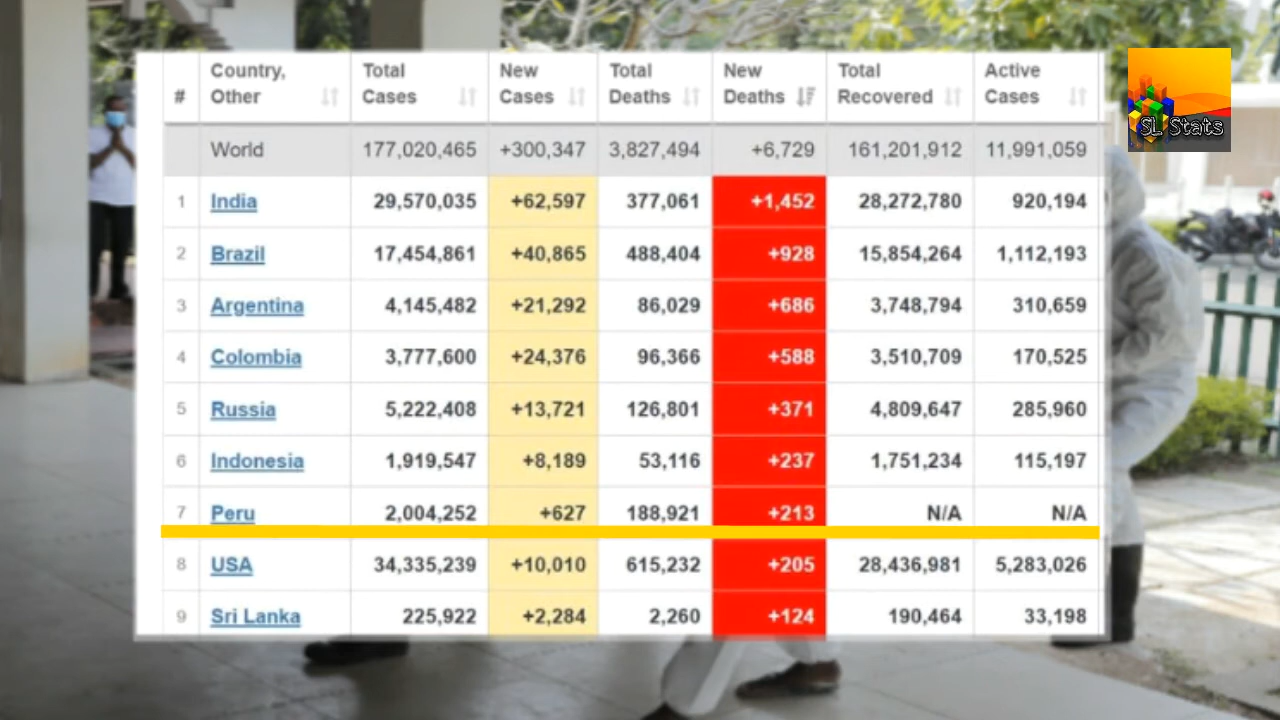 # Country, Other Total Cases New Cases Total Deaths New Deaths Total Recovered Active Cases
World 177,020,465 +300,347 3,827,494 +6,729 161,201,912 11,991,059
1 India 29,570,035 +62,597 377,061 +1,452 28,272,780 920,194
2 Brazil 17,454,861 +40,865 488,404 +928 15,854,264 1,112,193
3 Argentina 4,145,482 +21,292 86,029 +686 3,748,794 310,659
4 Colombia 3,777,600 +24,376 96,366 +588 3,510,709 170,525
5 Russia 5,222,408 +13,721 126,801 +371 4,809,647 285,960
6 Indonesia 1,919,547 +8,189 53,116 +237 1,751,234 115,197
7 Peru 2,004,252 +627 188,921 +213 N/A N/A
8 USA 34,335,239 +10,010 615,232 +205 28,436,981 5,283,026
9 Sri Lanka 225,922 +2,284 2,260 +124 190,464 33,198
SL Stats